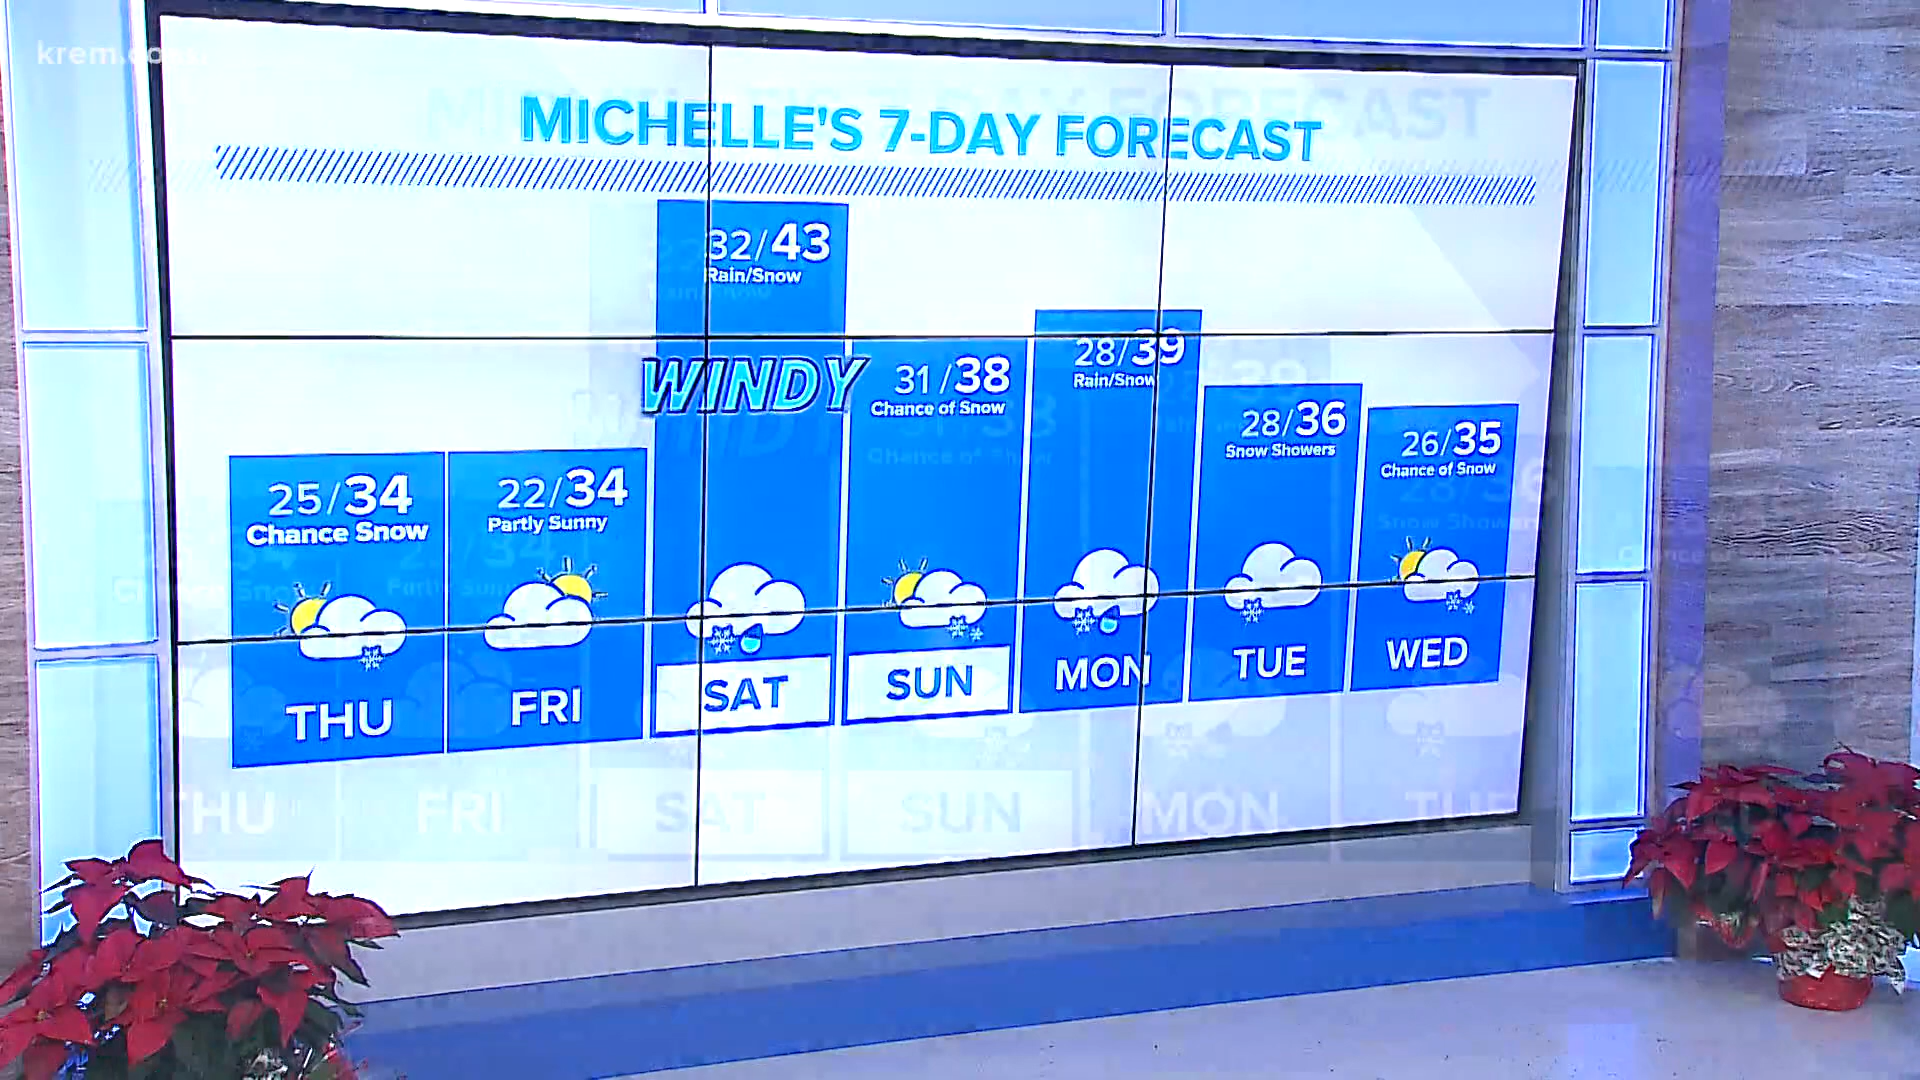 krem.com
MICHELLE'S 7-DAY FORECAST
25/34
Chance Snow
THU
22/34
Partly Sunny
FRI
32/43
Rain/Snow
WINDY
SAT
31/38
Chance of Snow
SUN
28/39
Rain/Snow
MON
28/36
Snow Showers
TUE
26/35
Chance of Snow
WED